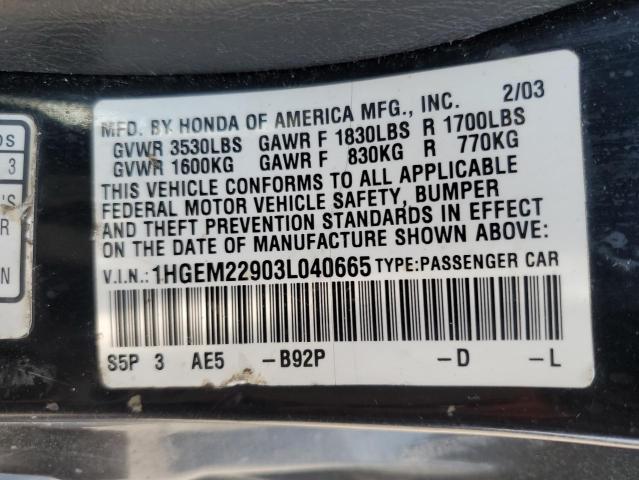 MFD. BY HONDA OF AMERICA MFG., INC. 2/03
GVWR 3530LBS GAWR F 1830LBS R 1700LBS
GVWR 1600KG GAWR F 830KG R 770KG
THIS VEHICLE CONFORMS TO ALL APPLICABLE
FEDERAL MOTOR VEHICLE SAFETY, BUMPER
AND THEFT PREVENTION STANDARDS IN EFFECT
ON THE DATE OF MANUFACTURE SHOWN ABOVE:
V.I.N.: 1HGEM22903L040665 TYPE:PASSENGER CAR
S5P 3 AE5 -B92P -D -L
3